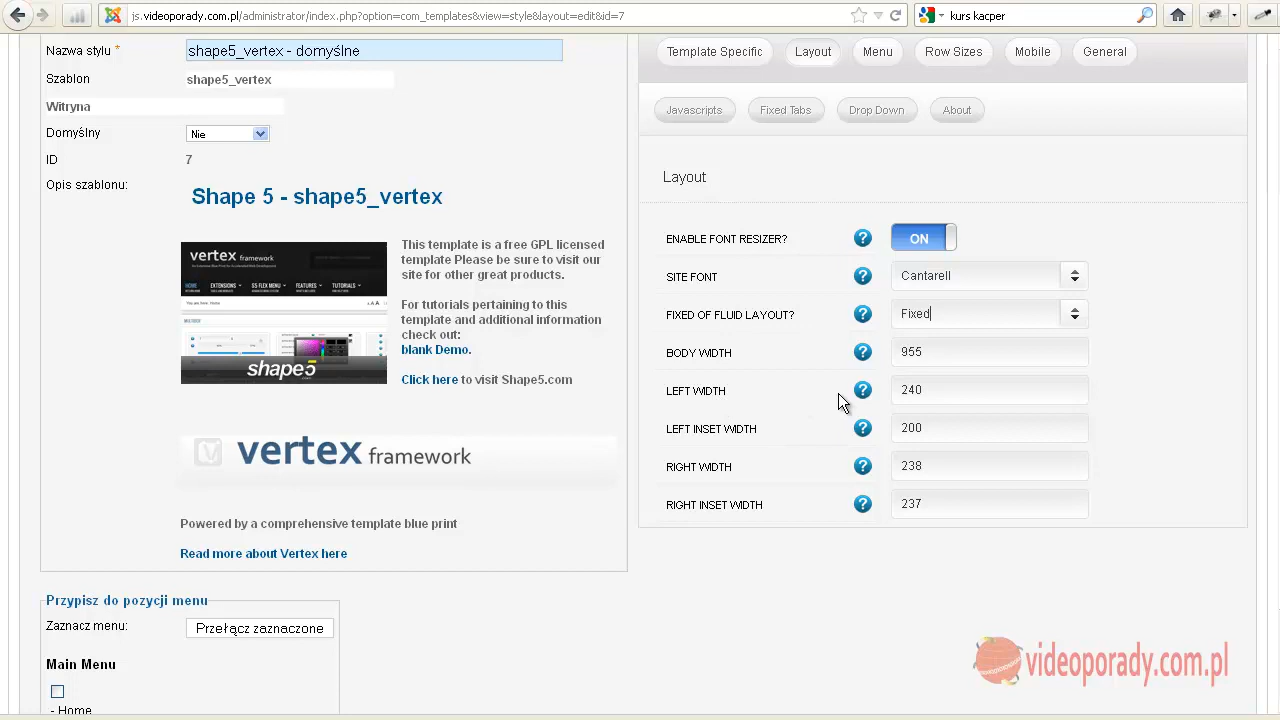 js.videoporady.com.pl/administrator/index.php?option=com_templates&view=style&layout=edit&id=7
kurs kacper
Nazwa stylu *
shape5_vertex - domyślne
Szablon
shape5_vertex
Witryna
Domyślny
Nie
ID
7
Opis szablonu:
Shape 5 - shape5_vertex
vertex framework
shape5
This template is a free GPL licensed
template Please be sure to visit our
site for other great products.
For tutorials pertaining to this
template and additional information
check out:
blank Demo.
Click here to visit Shape5.com
vertex framework
Powered by a comprehensive template blue print
Read more about Vertex here
Przypisz do pozycji menu
Zaznacz menu:
Przełącz zaznaczone
Main Menu
- Home
Template Specific
Layout
Menu
Row Sizes
Mobile
General
Javascripts
Fixed Tabs
Drop Down
About
Layout
ENABLE FONT RESIZER?
? ON
SITE FONT
? Cantarell
FIXED OF FLUID LAYOUT?
? Fixed
BODY WIDTH
? 955
LEFT WIDTH
? 240
LEFT INSET WIDTH
? 200
RIGHT WIDTH
? 238
RIGHT INSET WIDTH
? 237
videoporady.com.pl